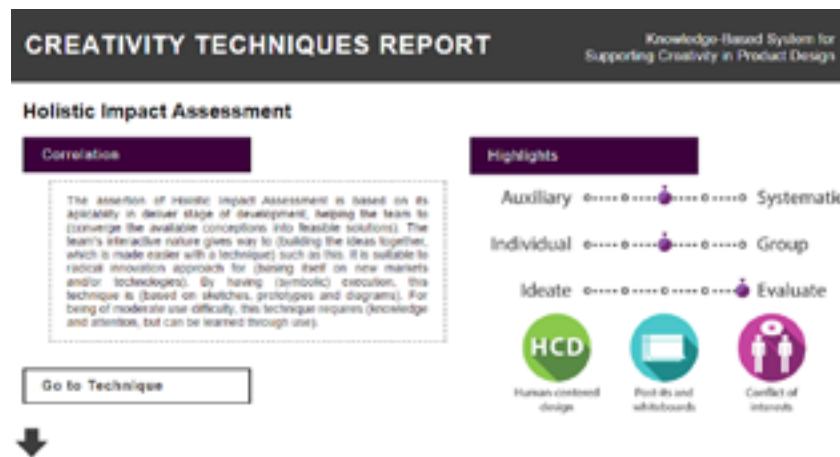 CREATIVITY TECHNIQUES REPORT
Knowledge-Based System for
Supporting Creativity in Product Design
Holistic Impact Assessment
Correlation
The assertion of Holistic Impact Assessment is based on its
aplicability in deliver stage of development, helping the team to
(converge the available conceptions into feasible solutions). The
team's interactive nature gives way to (building the ideas together,
which is made easier with a technique) such as this. It is suitable to
radical innovation approach for (basing itself on new markets
and/or technologies). By having (symbolic) execution, this
technique is (based on sketches, prototypes and diagrams). For
being of moderate use difficulty, this technique requires (knowledge
and attention, but can be learned through use).
Go to Technique
Highlights
Auxiliary Systematic
Individual Group
Ideate Evaluate
HCD
Human-centered
design
Post-its and
whiteboards
Conflict of
interests